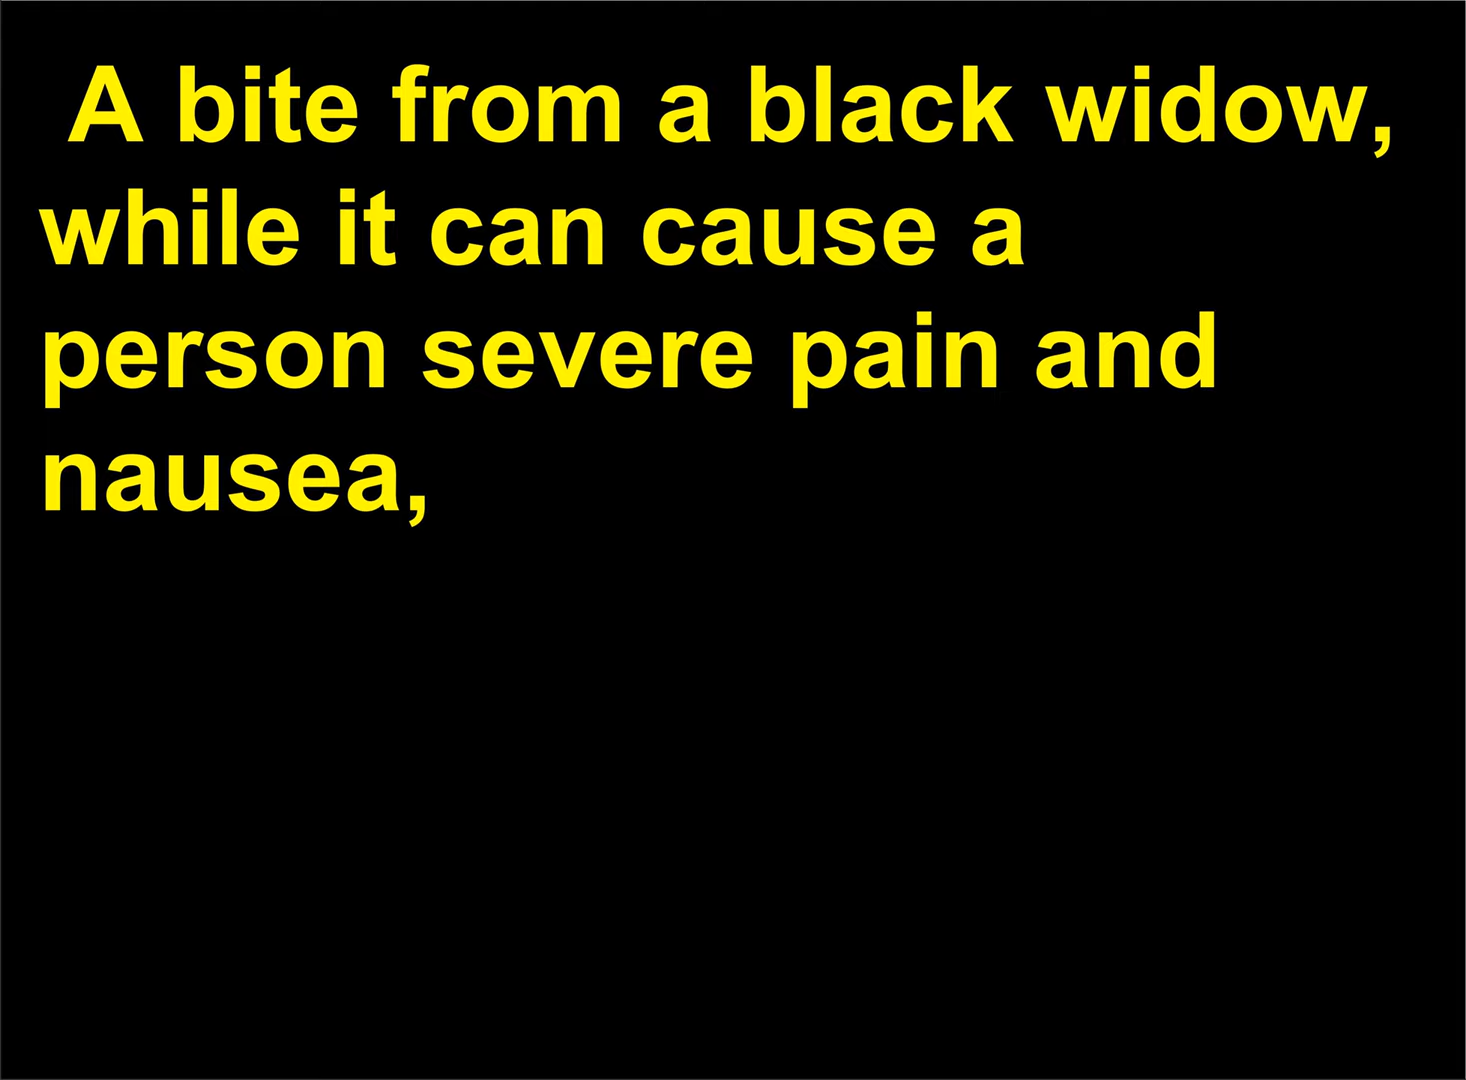 A bite from a black widow,
while it can cause a
person severe pain and
nausea,